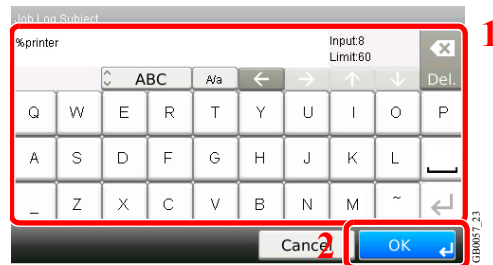 Job Log Subject
1
%printer
Input:8
Limit:60
ABC A/a ← → ↑ ↓ Del.
Q W E R T Y U I O P
A S D F G H J K L
_ Z X C V B N M ~
Cancel 2 OK
GB0057_23